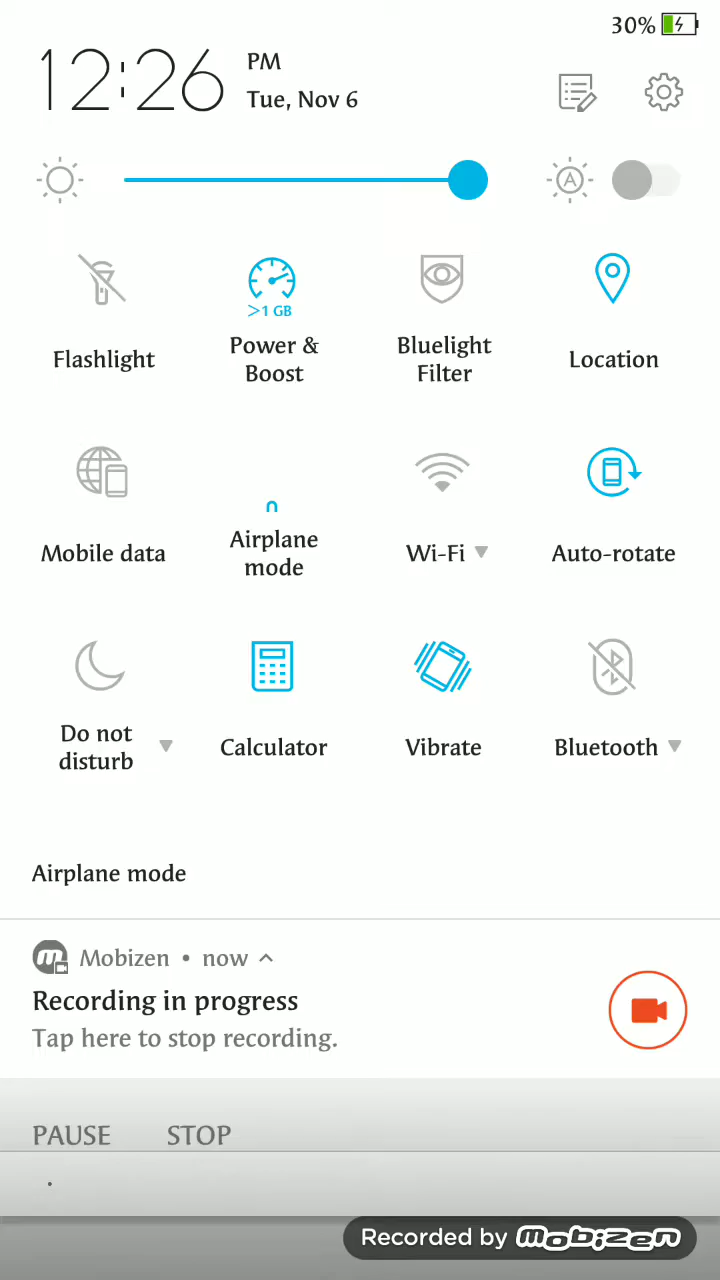 30%
12:26 PM
Tue, Nov 6
A
>1 GB
Flashlight
Power &
Boost
Bluelight
Filter
Location
Mobile data
Airplane
mode
Wi-Fi
Auto-rotate
Do not
disturb
Calculator
Vibrate
Bluetooth
Airplane mode
m Mobizen • now
Recording in progress
Tap here to stop recording.
PAUSE STOP
Recorded by mobizen